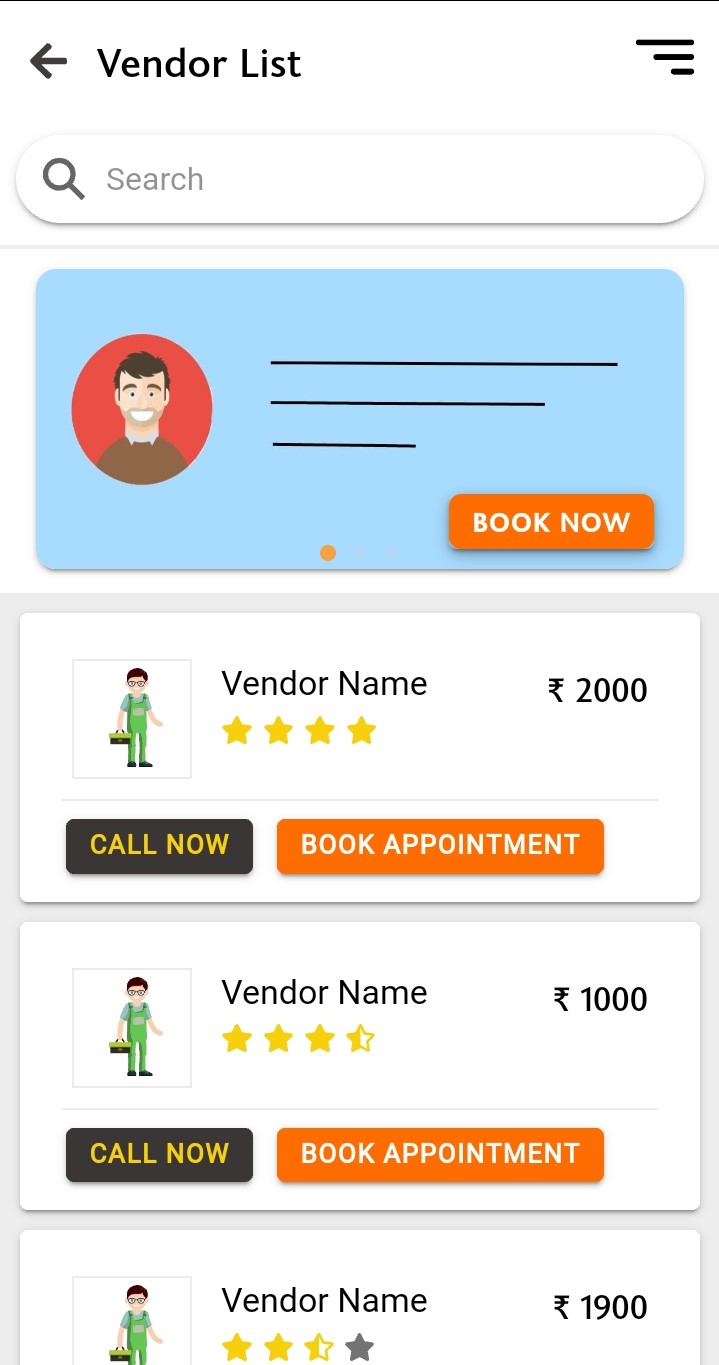 Vendor List
Search
BOOK NOW
Vendor Name
₹ 2000
CALL NOW
BOOK APPOINTMENT
Vendor Name
₹ 1000
CALL NOW
BOOK APPOINTMENT
Vendor Name
₹ 1900